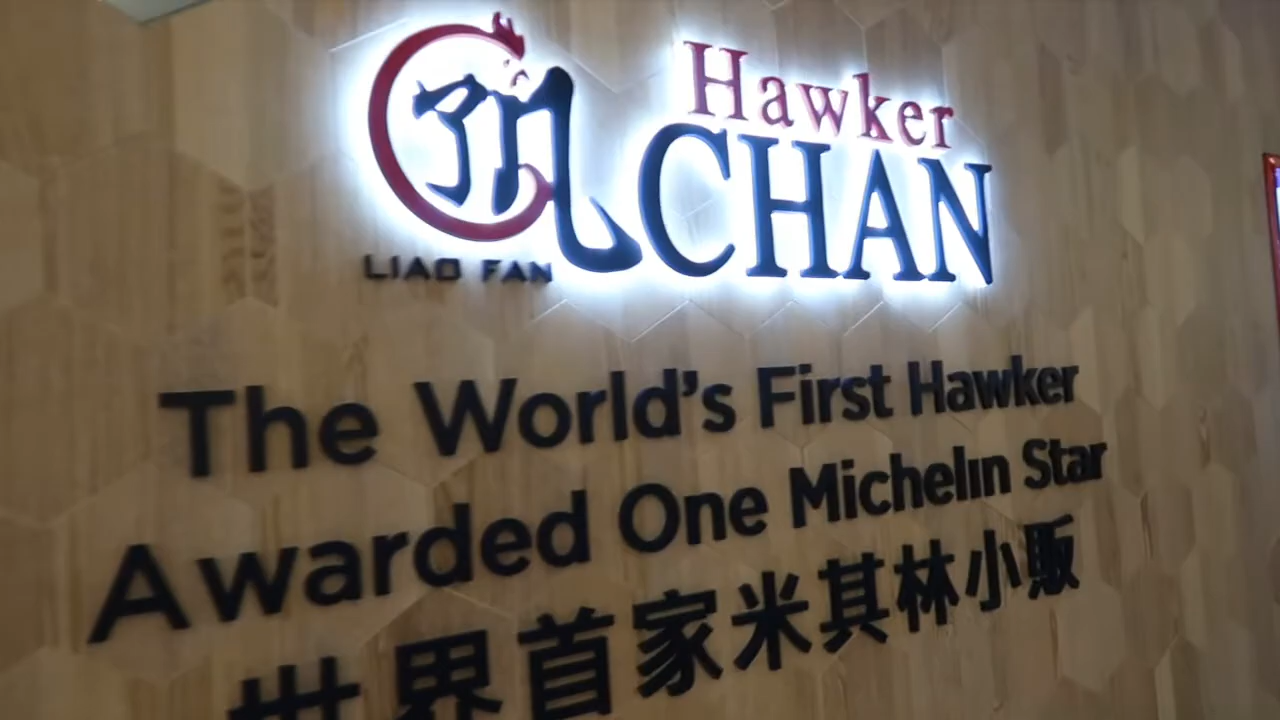 Hawker
CHAN
LIAO FAN
The World's First Hawker
Awarded One Michelin Star
世界首家米其林小販